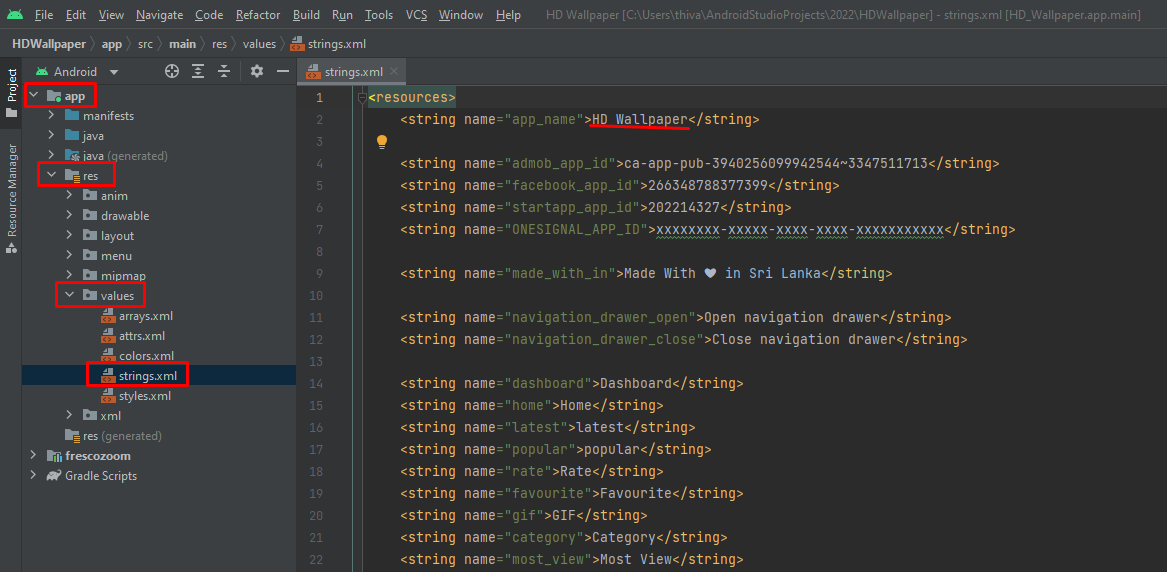 File Edit View Navigate Code Refactor Build Run Tools VCS Window Help HD Wallpaper [C:\Users\thiva\AndroidStudioProjects\2022\HDWallpaper] - strings.xml [HD_Wallpaper.app.main]
HDWallpaper app src main res values strings.xml
Project
Resource Manager
Android
app
manifests
java
java (generated)
res
anim
drawable
layout
menu
mipmap
values
arrays.xml
attrs.xml
colors.xml
strings.xml
styles.xml
xml
res (generated)
frescozoom
Gradle Scripts
strings.xml
1 <resources>
2 <string name="app_name">HD Wallpaper</string>
3
4 <string name="admob_app_id">ca-app-pub-3940256099942544~3347511713</string>
5 <string name="facebook_app_id">266348788377399</string>
6 <string name="startapp_app_id">202214327</string>
7 <string name="ONESIGNAL_APP_ID">xxxxxxxx-xxxxx-xxxx-xxxx-xxxxxxxxxxx</string>
8
9 <string name="made_with_in">Made With ❤ in Sri Lanka</string>
10
11 <string name="navigation_drawer_open">Open navigation drawer</string>
12 <string name="navigation_drawer_close">Close navigation drawer</string>
13
14 <string name="dashboard">Dashboard</string>
15 <string name="home">Home</string>
16 <string name="latest">latest</string>
17 <string name="popular">popular</string>
18 <string name="rate">Rate</string>
19 <string name="favourite">Favourite</string>
20 <string name="gif">GIF</string>
21 <string name="category">Category</string>
22 <string name="most_view">Most View</string>